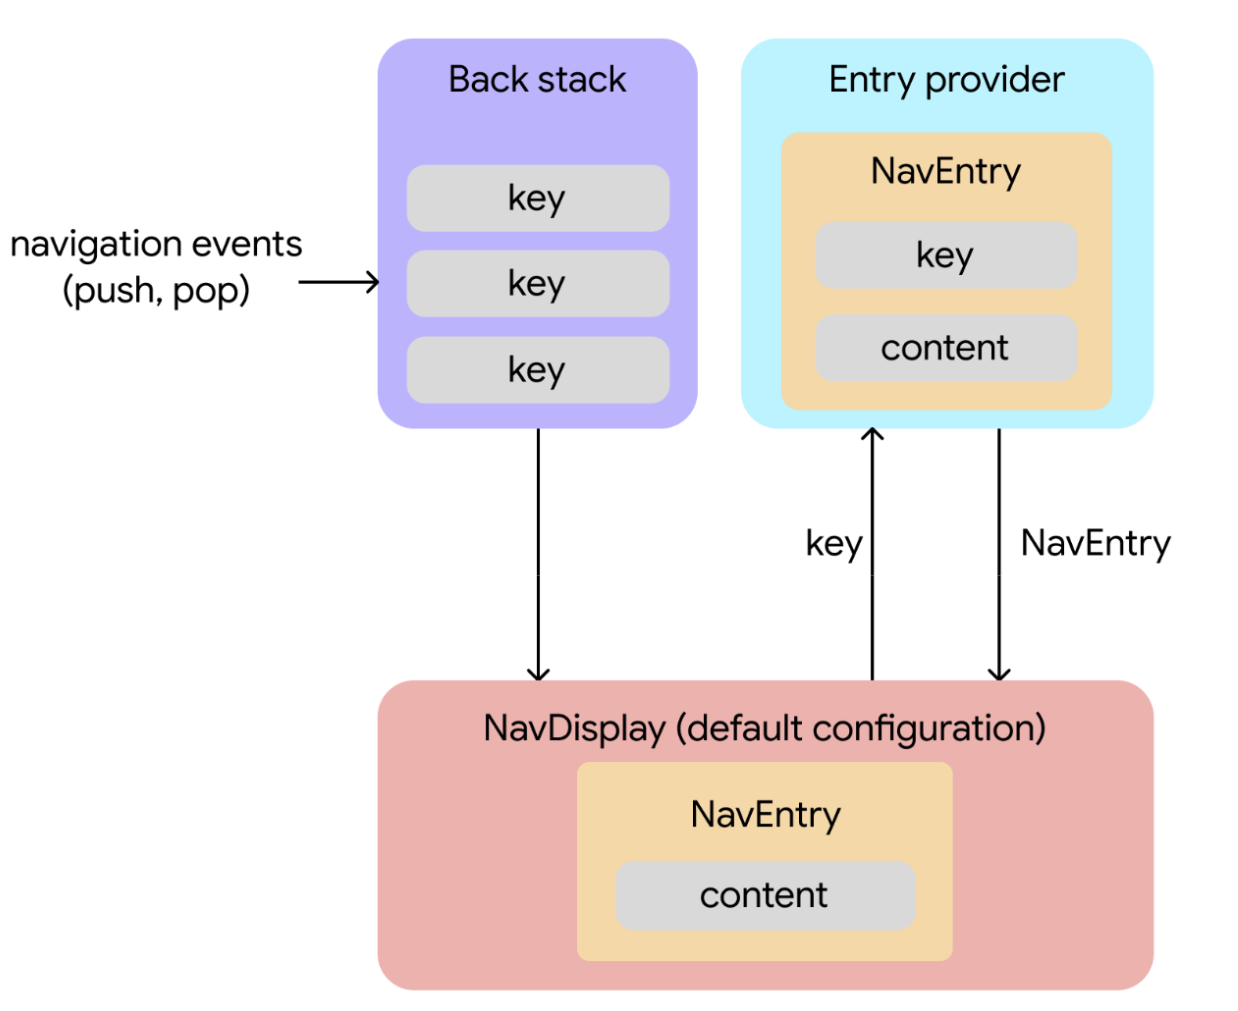 Back stack
key
key
key
navigation events
(push, pop)
Entry provider
NavEntry
key
content
key
NavEntry
NavDisplay (default configuration)
NavEntry
content